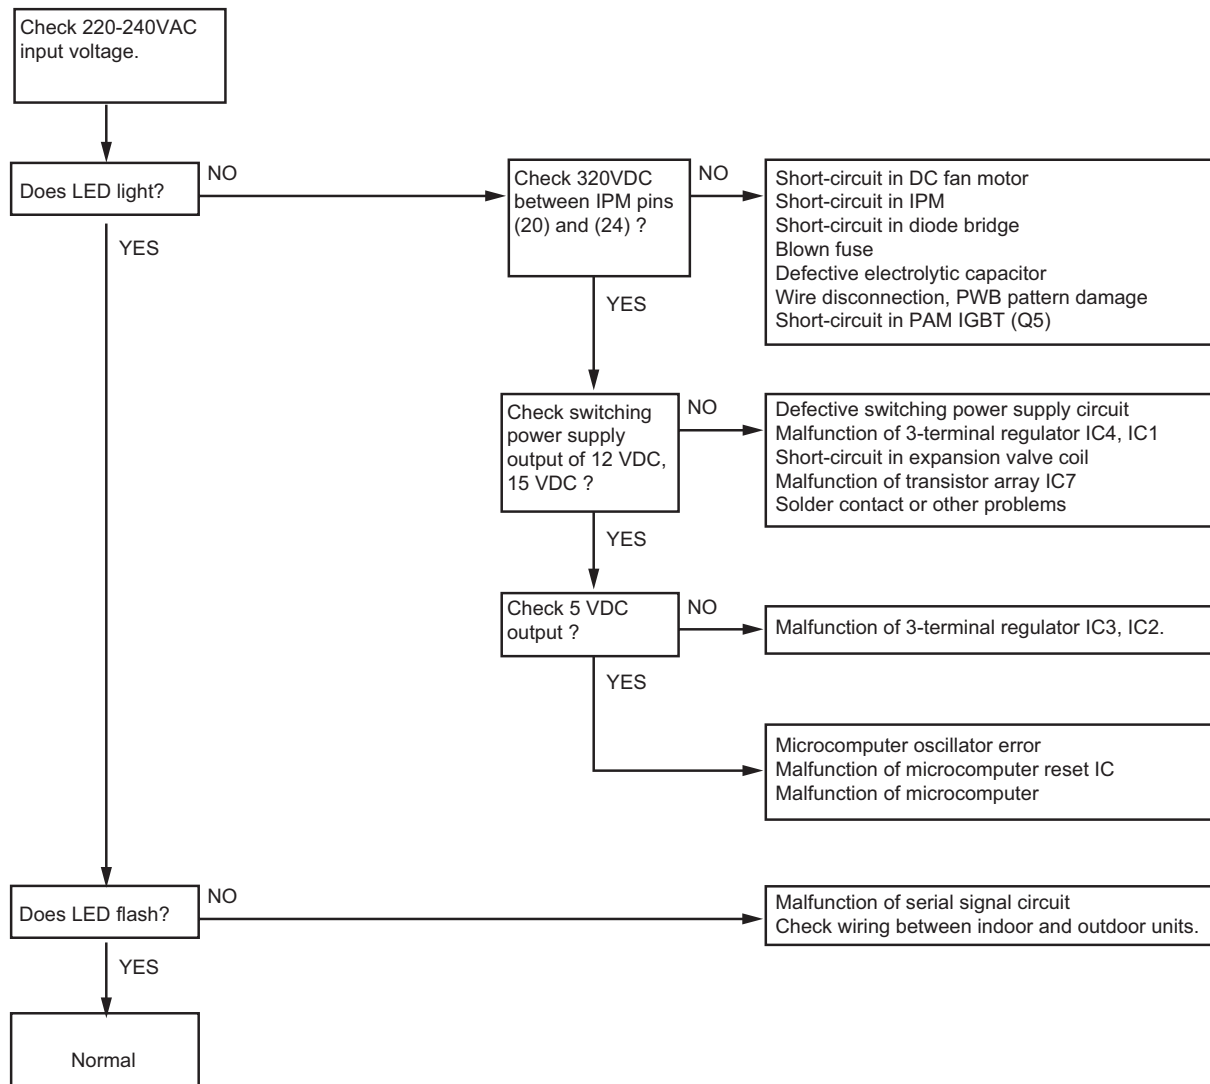 Check 220-240VAC
input voltage.
Does LED light?
NO
Check 320VDC
between IPM pins
(20) and (24) ?
NO
Short-circuit in DC fan motor
Short-circuit in IPM
Short-circuit in diode bridge
Blown fuse
Defective electrolytic capacitor
Wire disconnection, PWB pattern damage
Short-circuit in PAM IGBT (Q5)
YES
YES
Check switching
power supply
output of 12 VDC,
15 VDC ?
NO
Defective switching power supply circuit
Malfunction of 3-terminal regulator IC4, IC1
Short-circuit in expansion valve coil
Malfunction of transistor array IC7
Solder contact or other problems
YES
Check 5 VDC
output ?
NO
Malfunction of 3-terminal regulator IC3, IC2.
YES
Microcomputer oscillator error
Malfunction of microcomputer reset IC
Malfunction of microcomputer
Does LED flash?
NO
Malfunction of serial signal circuit
Check wiring between indoor and outdoor units.
YES
Normal